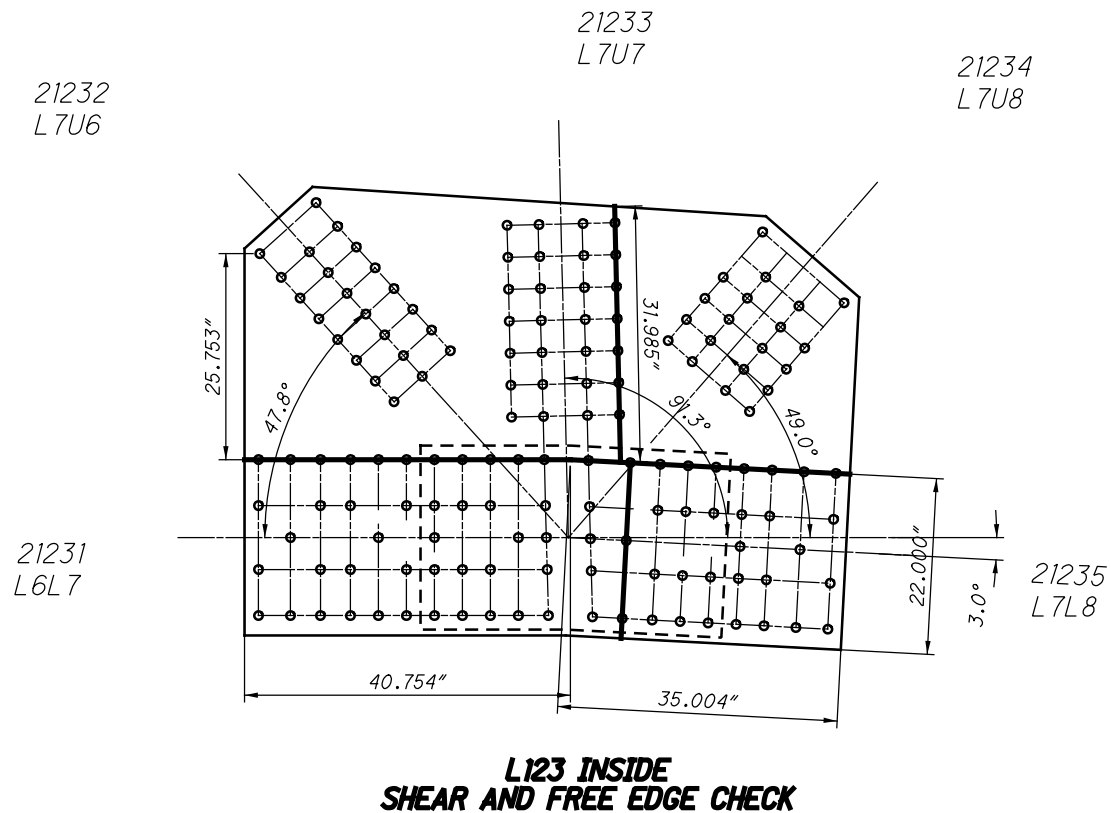 21233
L7U7
21234
L7U8
21232
L7U6
25.753"
31.985"
47.8°
91.3°
49.0°
21231
L6L7
22.000"
3.0°
21235
L7L8
40.754"
35.004"
L123 INSIDE
SHEAR AND FREE EDGE CHECK